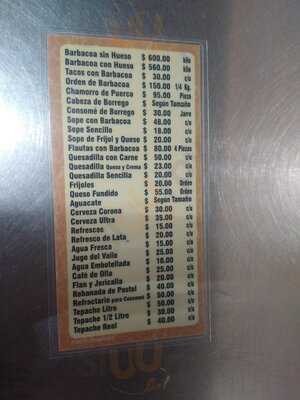 Barbacoa sin Hueso $ 600.00 kilo
Barbacoa con Hueso $ 560.00 kilo
Tacos con Barbacoa $ 30.00 c/u
Orden de Barbacoa $ 150.00 1/4 Kg.
Chamorro de Puerco $ 95.00 Pieza
Cabeza de Borrego $ Según Tamaño
Consomé de Borrego $ 30.00 Jarro
Sope con Barbacoa $ 48.00 c/u
Sope Sencillo $ 18.00 c/u
Sope de Frijol y Queso $ 20.00 c/u
Flautas con Barbacoa $ 80.00 4 Piezas
Quesadilla con Carne $ 50.00 c/u
Quesadilla Queso y Crema $ 23.00 c/u
Quesadilla Sencilla $ 20.00 c/u
Frijoles $ 20.00 Orden
Queso Fundido $ 55.00 Orden
Aguacate $ Según Tamaño
Cerveza Corona $ 30.00 c/u
Cerveza Ultra $ 35.00 c/u
Refrescos $ 15.00 c/u
Refresco de Lata $ 20.00 c/u
Agua Fresca $ 15.00 c/u
Jugo del Valle $ 25.00 c/u
Agua Embotellada $ 16.00 c/u
Café de Olla $ 25.00 c/u
Flan y Jericalla $ 20.00 c/u
Rebanada de Pastel $ 40.00 c/u
Refractario para Consomé $ 50.00 c/u
Tepache Litro $ 50.00 c/u
Tepache 1/2 Litro $ 30.00 c/u
Tepache Real $ 40.00 c/u